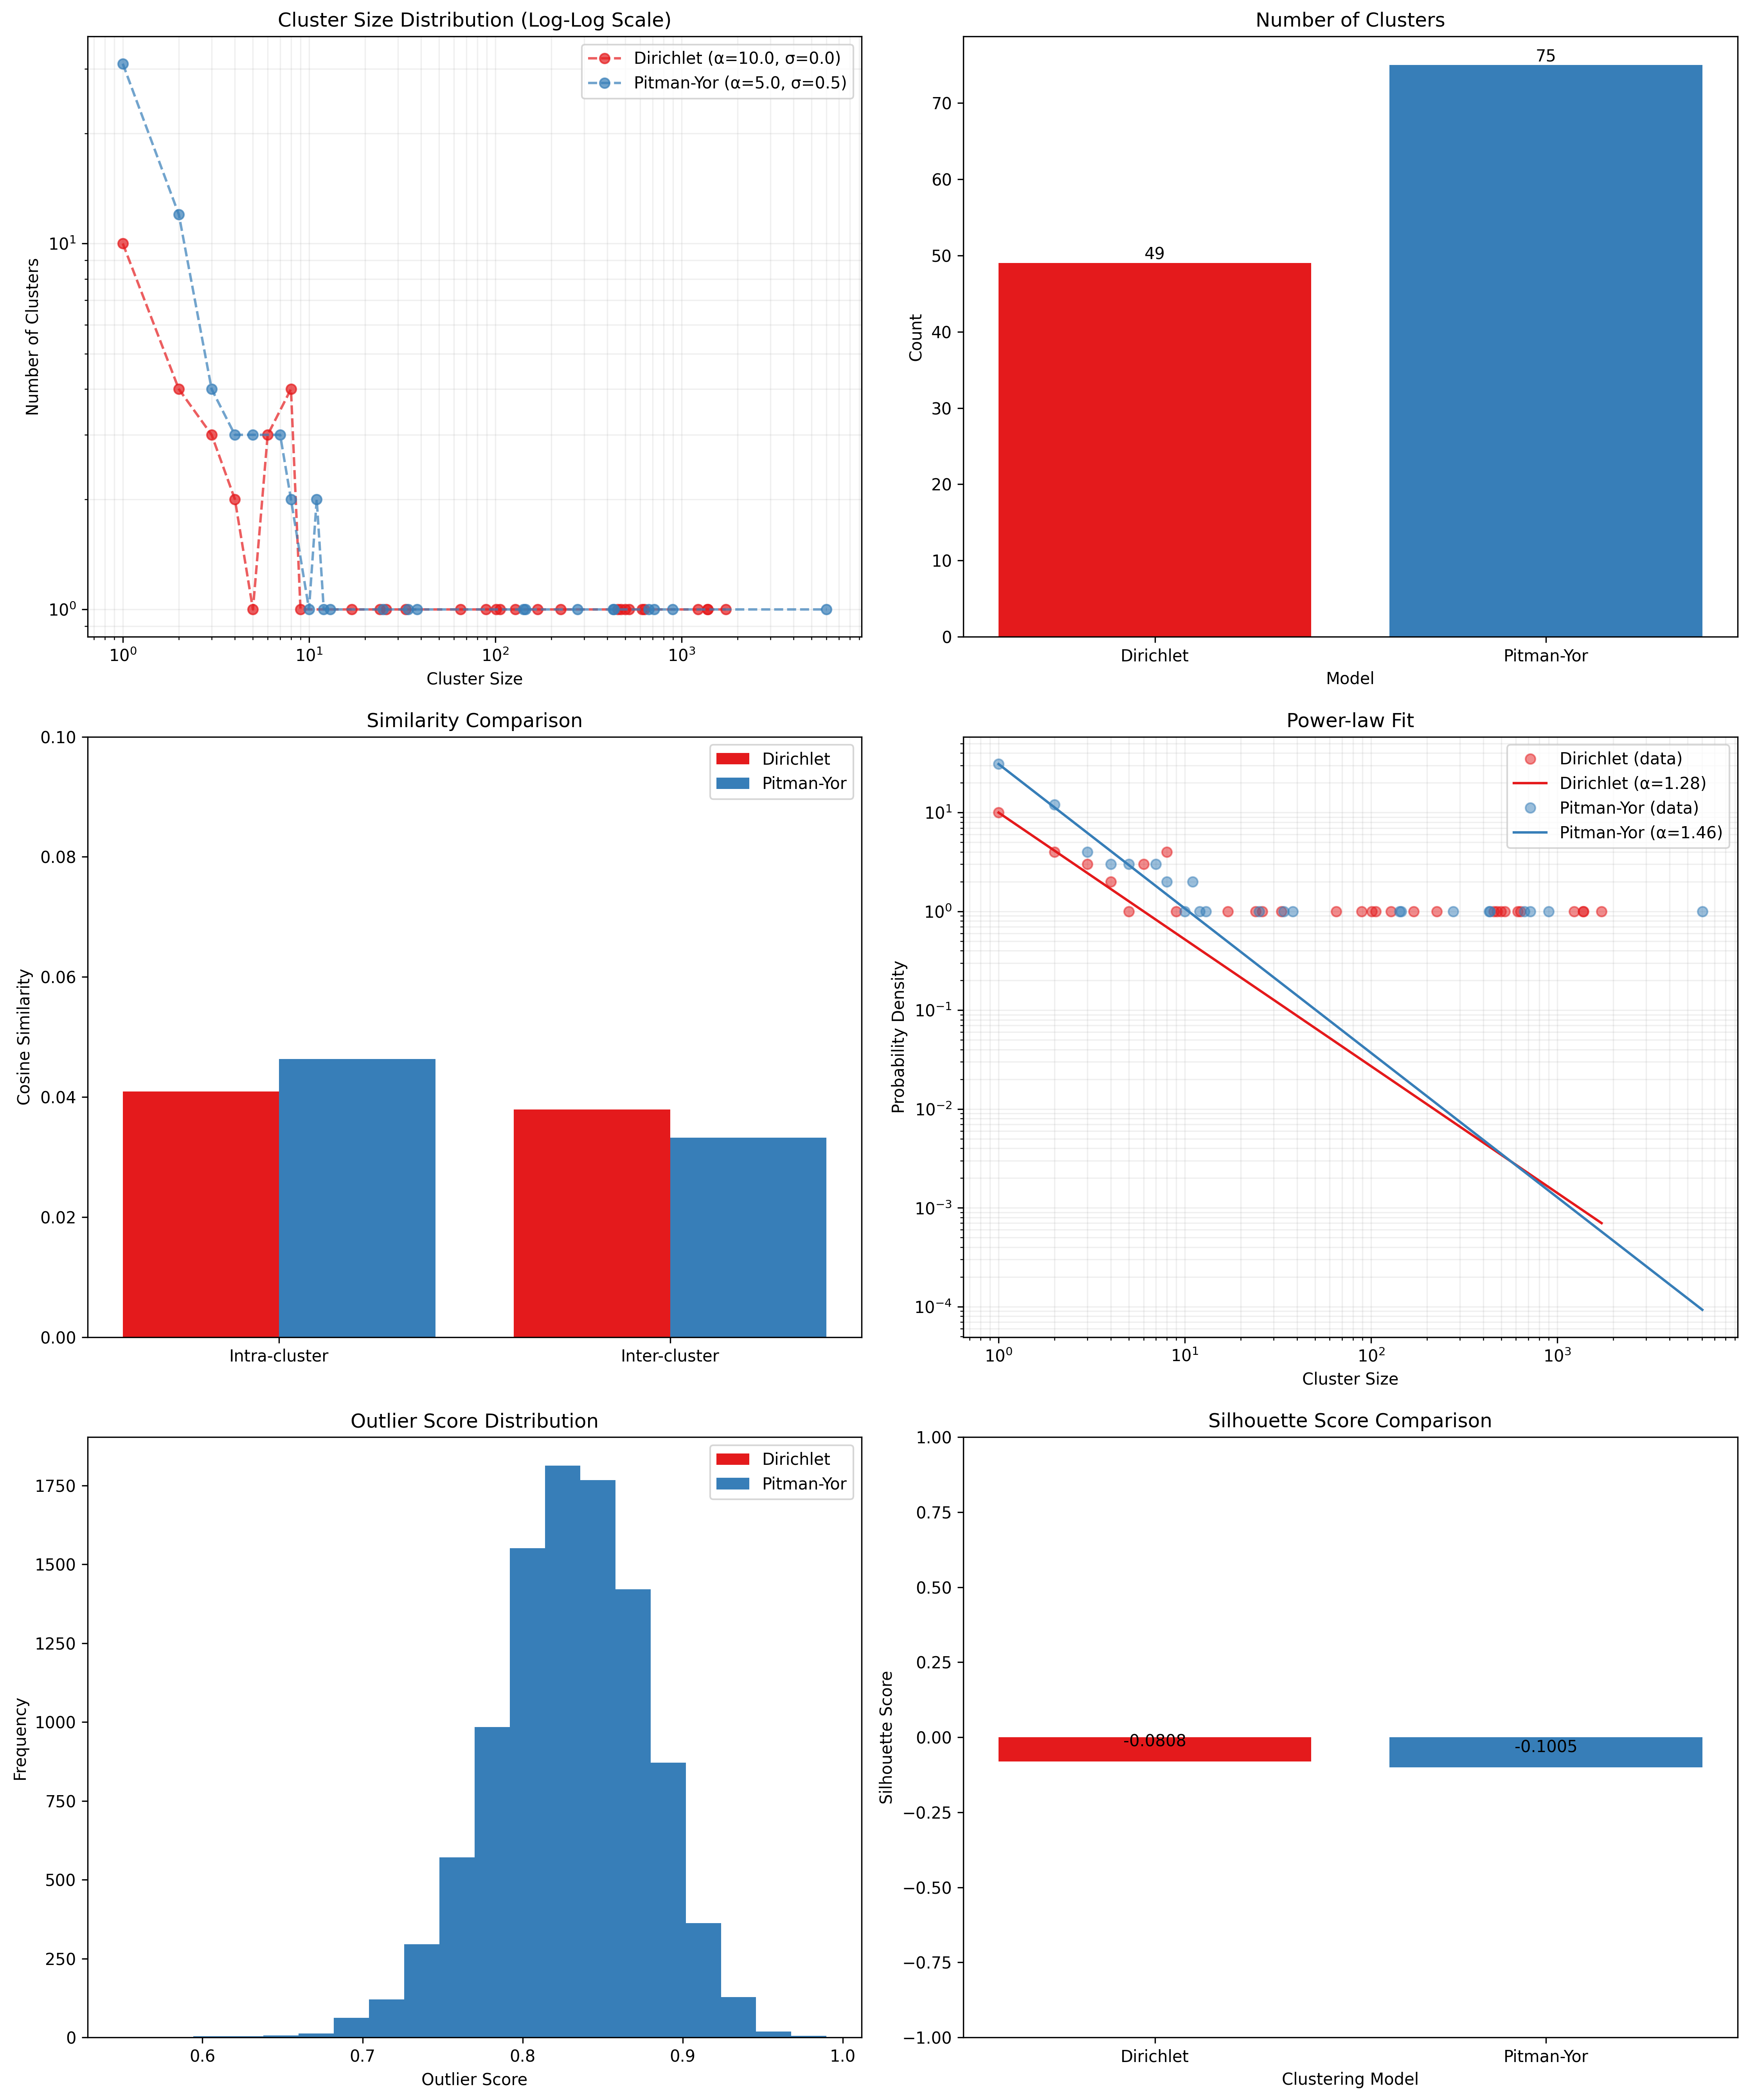 Cluster Size Distribution (Log-Log Scale)
Number of Clusters
10¹
10⁰
Dirichlet (α=10.0, σ=0.0)
Pitman-Yor (α=5.0, σ=0.5)
10⁰ 10¹ 10² 10³
Cluster Size
Number of Clusters
Count
70
60
50
40
30
20
10
0
49
75
Dirichlet Pitman-Yor
Model
Similarity Comparison
Cosine Similarity
0.10
0.08
0.06
0.04
0.02
0.00
Dirichlet
Pitman-Yor
Intra-cluster Inter-cluster
Power-law Fit
Probability Density
10¹
10⁰
10⁻¹
10⁻²
10⁻³
10⁻⁴
Dirichlet (data)
Dirichlet (α=1.28)
Pitman-Yor (data)
Pitman-Yor (α=1.46)
10⁰ 10¹ 10² 10³
Cluster Size
Outlier Score Distribution
Frequency
1750
1500
1250
1000
750
500
250
0
Dirichlet
Pitman-Yor
0.6 0.7 0.8 0.9 1.0
Outlier Score
Silhouette Score Comparison
Silhouette Score
1.00
0.75
0.50
0.25
0.00
−0.25
−0.50
−0.75
−1.00
-0.0808
-0.1005
Dirichlet Pitman-Yor
Clustering Model